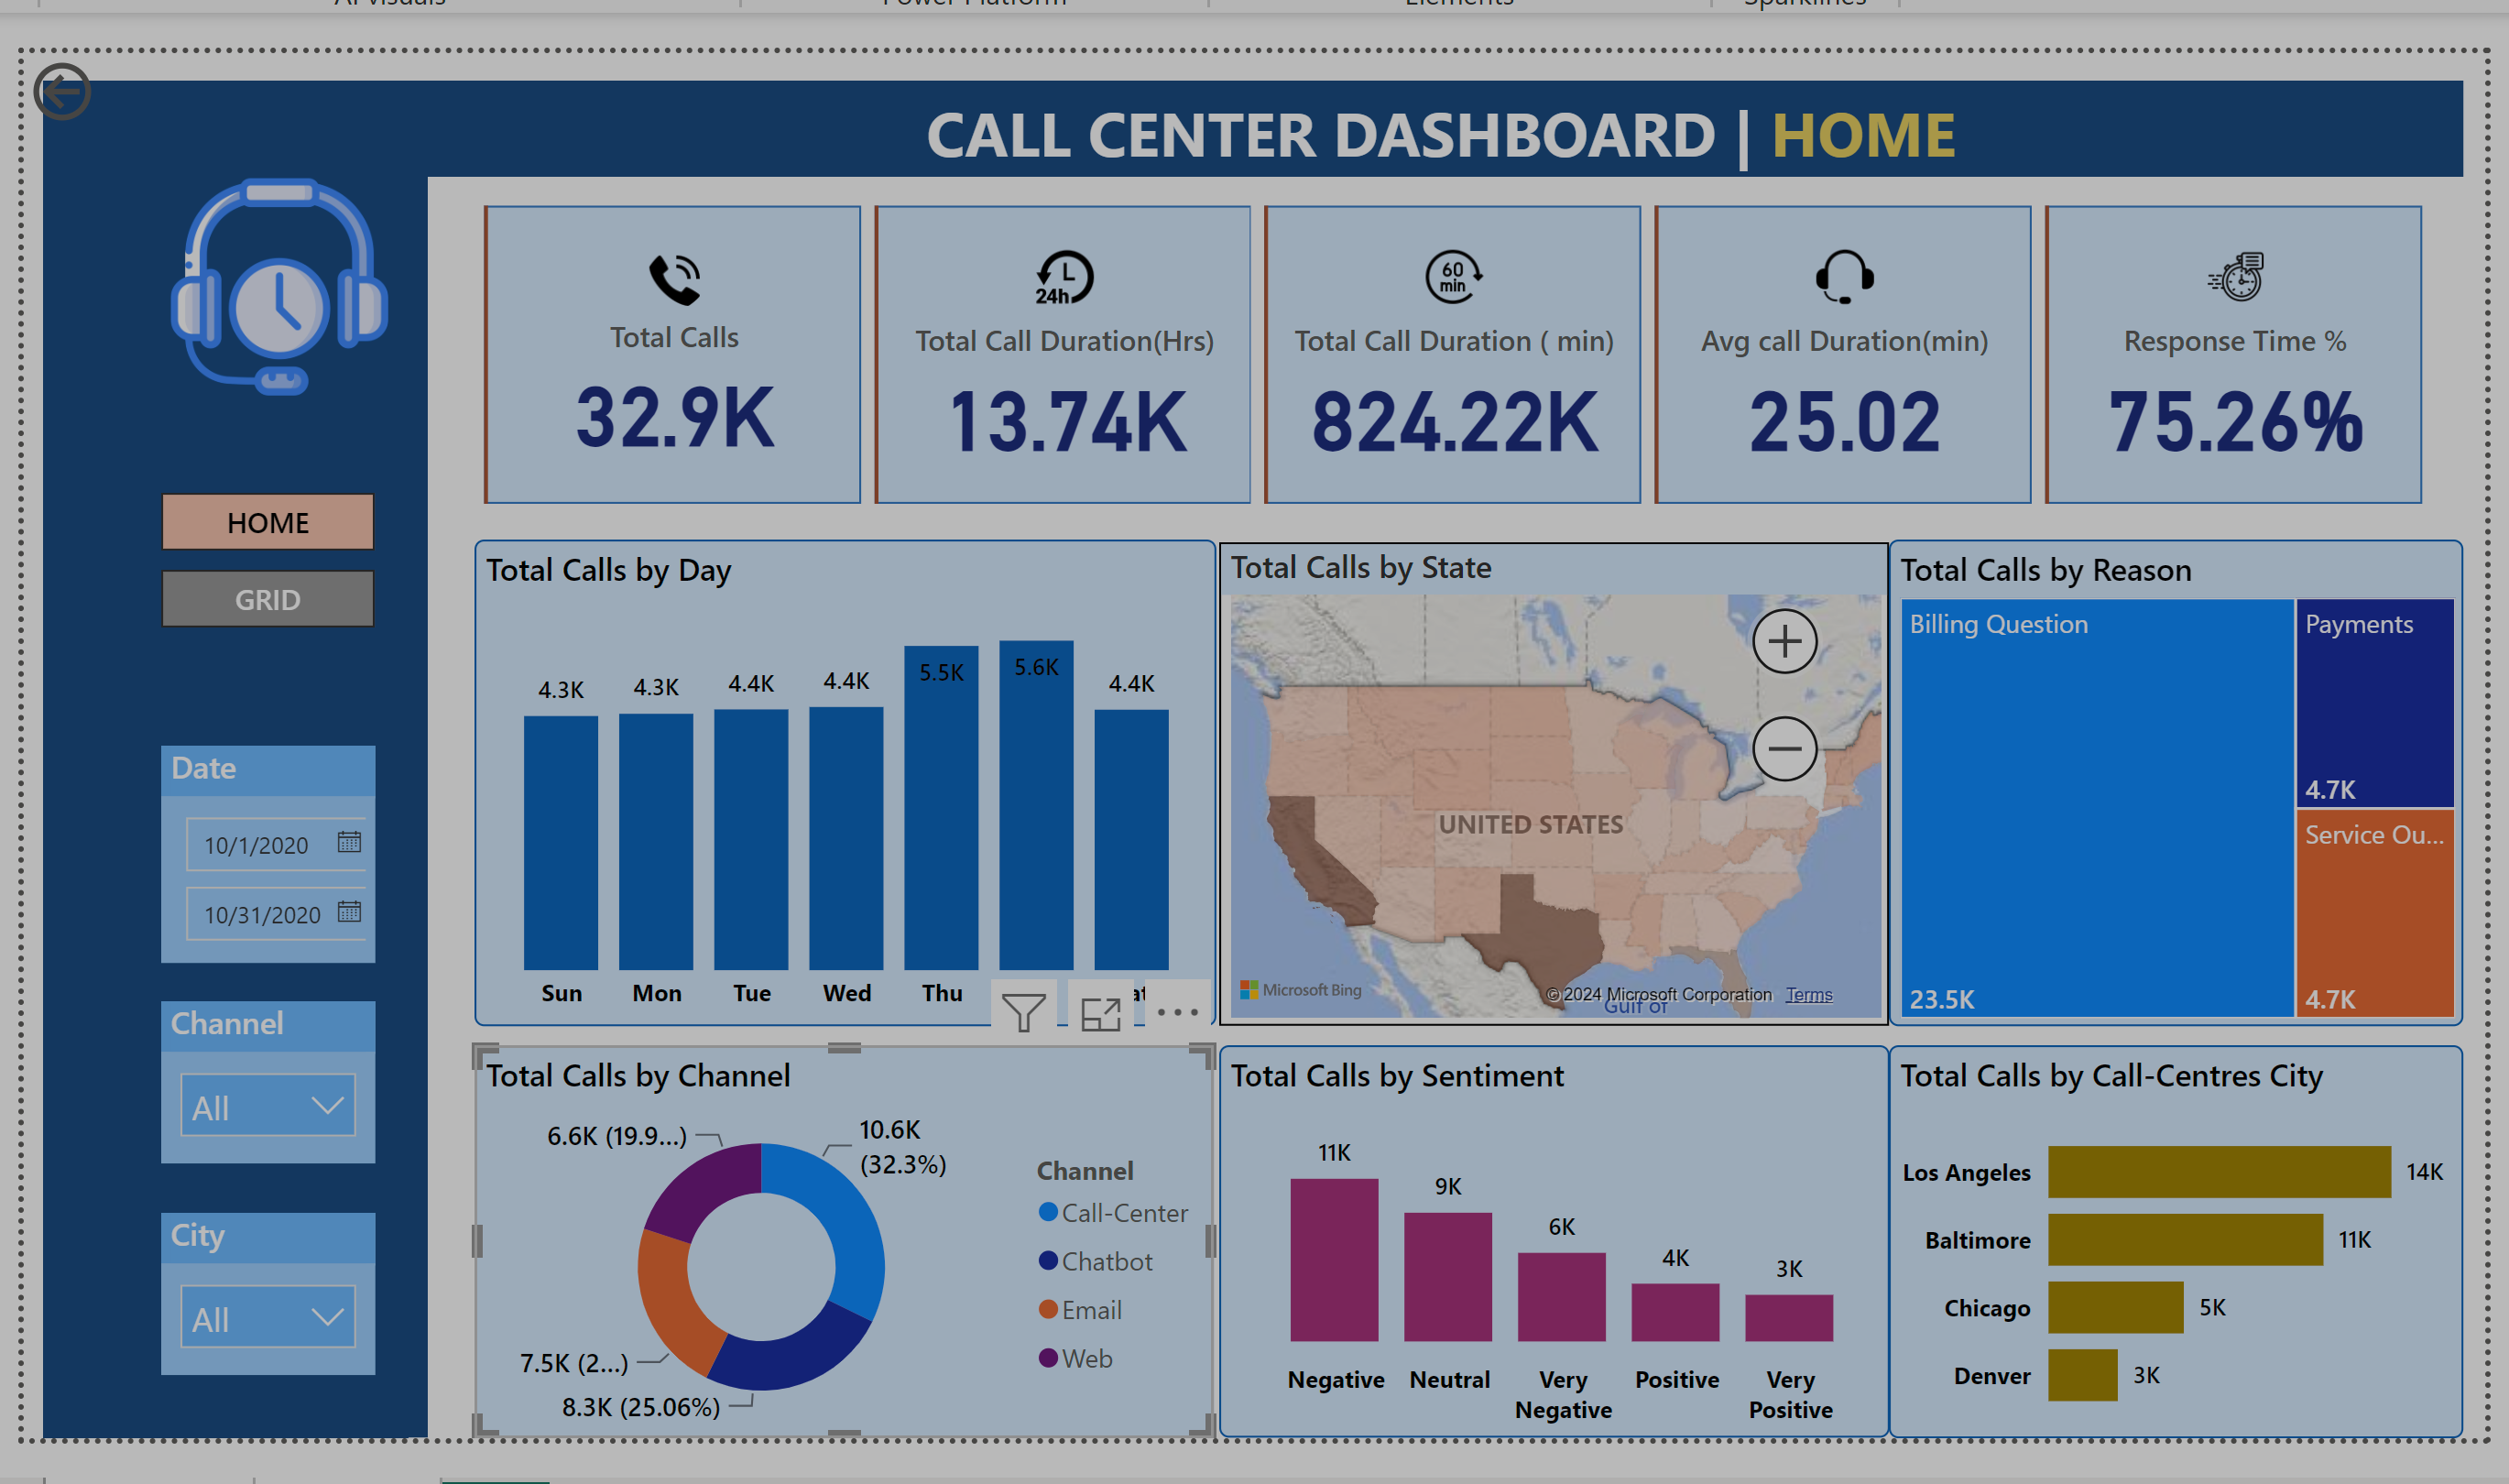 AI visuals
Power Platform
Elements
Sparklines
CALL CENTER DASHBOARD | HOME
Total Calls
32.9K
24h
Total Call Duration(Hrs)
13.74K
60
min
Total Call Duration ( min)
824.22K
Avg call Duration(min)
25.02
Response Time %
75.26%
HOME
GRID
Date
10/1/2020
10/31/2020
Channel
All
City
All
Total Calls by Day
4.3K
4.3K
4.4K
4.4K
5.5K
5.6K
4.4K
Sun
Mon
Tue
Wed
Thu
Total Calls by State
UNITED STATES
Microsoft Bing
© 2024 Microsoft Corporation
Terms
Gulf of
Total Calls by Reason
Billing Question
23.5K
Payments
4.7K
Service Ou...
4.7K
Total Calls by Channel
6.6K (19.9...)
10.6K
(32.3%)
7.5K (2...)
8.3K (25.06%)
Channel
Call-Center
Chatbot
Email
Web
Total Calls by Sentiment
11K
9K
6K
4K
3K
Negative
Neutral
Very
Negative
Positive
Very
Positive
Total Calls by Call-Centres City
Los Angeles
14K
Baltimore
11K
Chicago
5K
Denver
3K